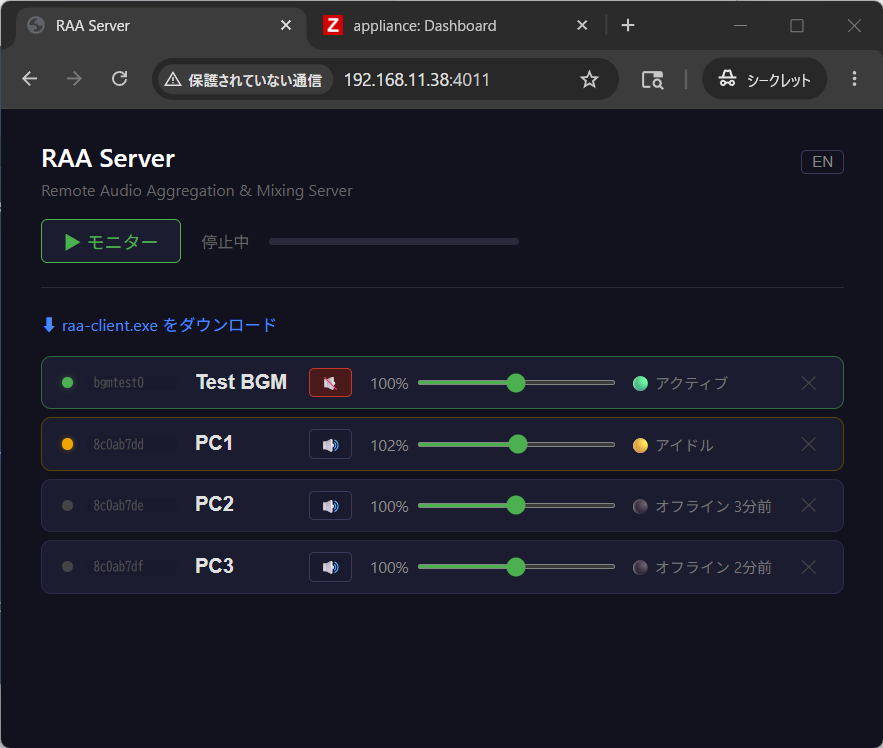 RAA Server
Z appliance: Dashboard
保護されていない通信 192.168.11.38:4011 シークレット
RAA Server
EN
Remote Audio Aggregation & Mixing Server
モニター 停止中
raa-client.exe をダウンロード
bgmtest0 Test BGM 100% アクティブ
8c0ab7dd PC1 102% アイドル
8c0ab7de PC2 100% オフライン 3分前
8c0ab7df PC3 100% オフライン 2分前